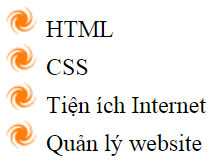 HTML
CSS
Tiện ích Internet
Quản lý website